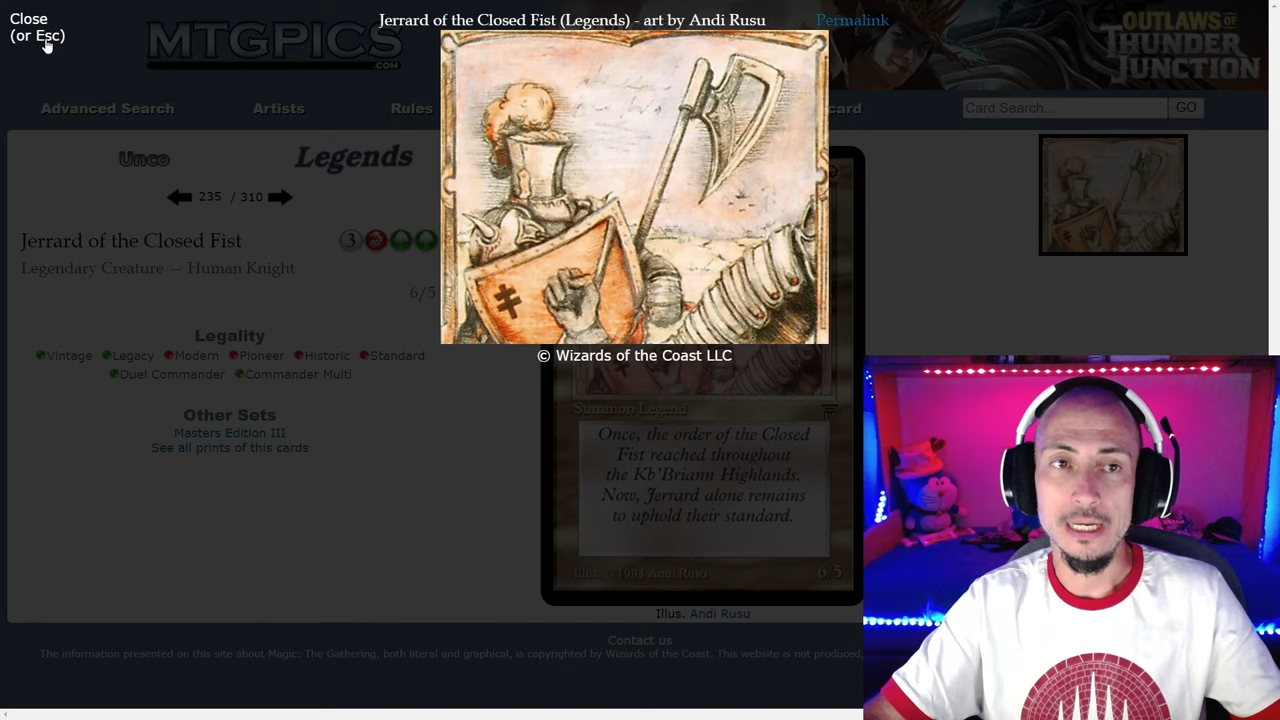 Close
(or Esc)
Jerrard of the Closed Fist (Legends) - art by Andi Rusu
Permalink
MTGPICS
.COM
OUTLAWS OF
THUNDER
JUNCTION
Advanced Search
Artists
Rules
card
Card Search...
GO
Unco
Legends
235 / 310
Jerrard of the Closed Fist
3
Legendary Creature — Human Knight
6/5
Legality
Vintage Legacy Modern Pioneer Historic Standard
Duel Commander Commander Multi
Other Sets
Masters Edition III
See all prints of this cards
© Wizards of the Coast LLC
Summon Legend
Once, the order of the Closed
Fist reached throughout
the Kb'Briann Highlands.
Now, Jerrard alone remains
to uphold their standard.
Illus. ©1994 Andi Rusu
6/5
Illus. Andi Rusu
Contact us
The information presented on this site about Magic: The Gathering, both literal and graphical, is copyrighted by Wizards of the Coast. This website is not produced,